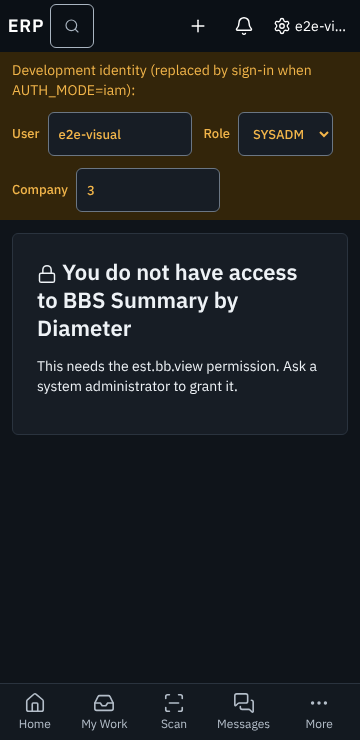 ERP
e2e-vi...
Development identity (replaced by sign-in when
AUTH_MODE=iam):
User e2e-visual Role SYSADM
Company 3
You do not have access
to BBS Summary by
Diameter
This needs the est.bb.view permission. Ask a
system administrator to grant it.
Home My Work Scan Messages More